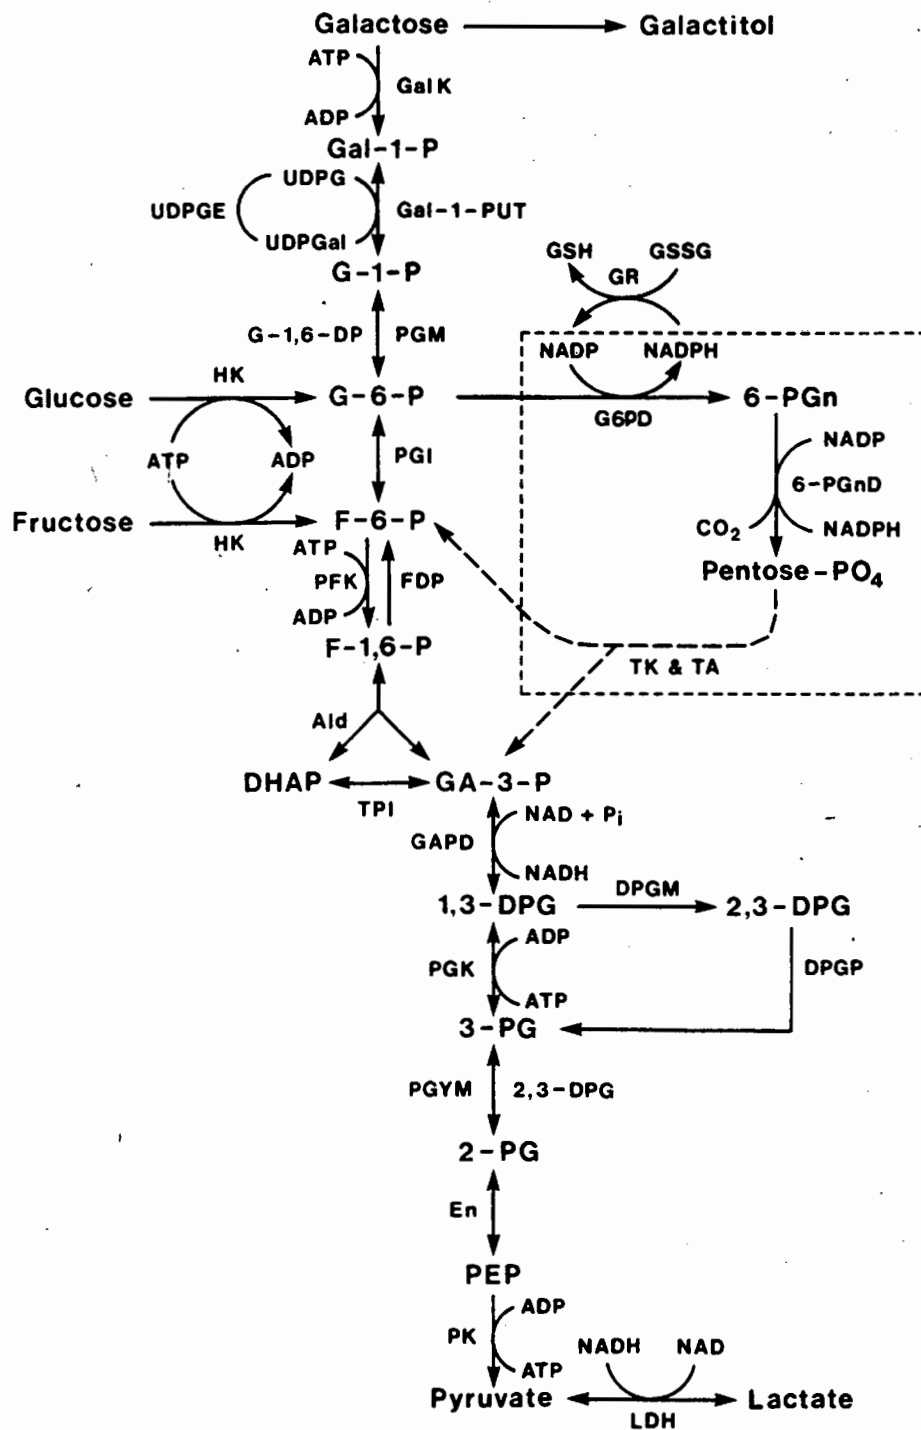 Galactose Galactitol
ATP
GalK
ADP
Gal-1-P
UDPG
UDPGE Gal-1-PUT
UDPGal
GSH GSSG
G-1-P GR
G-1,6-DP PGM
NADP NADPH
HK
Glucose G-6-P 6-PGn
G6PD
NADP
ATP ADP PGI
6-PGnD
Fructose F-6-P CO2 NADPH
HK
ATP
PFK FDP Pentose-PO4
ADP
F-1,6-P
TK & TA
Ald
DHAP GA-3-P
TPI
NAD + Pi
GAPD
NADH
DPGM
1,3-DPG 2,3-DPG
ADP
PGK DPGP
ATP
3-PG
PGYM 2,3-DPG
2-PG
En
PEP
ADP
PK
NADH NAD
ATP
Pyruvate Lactate
LDH